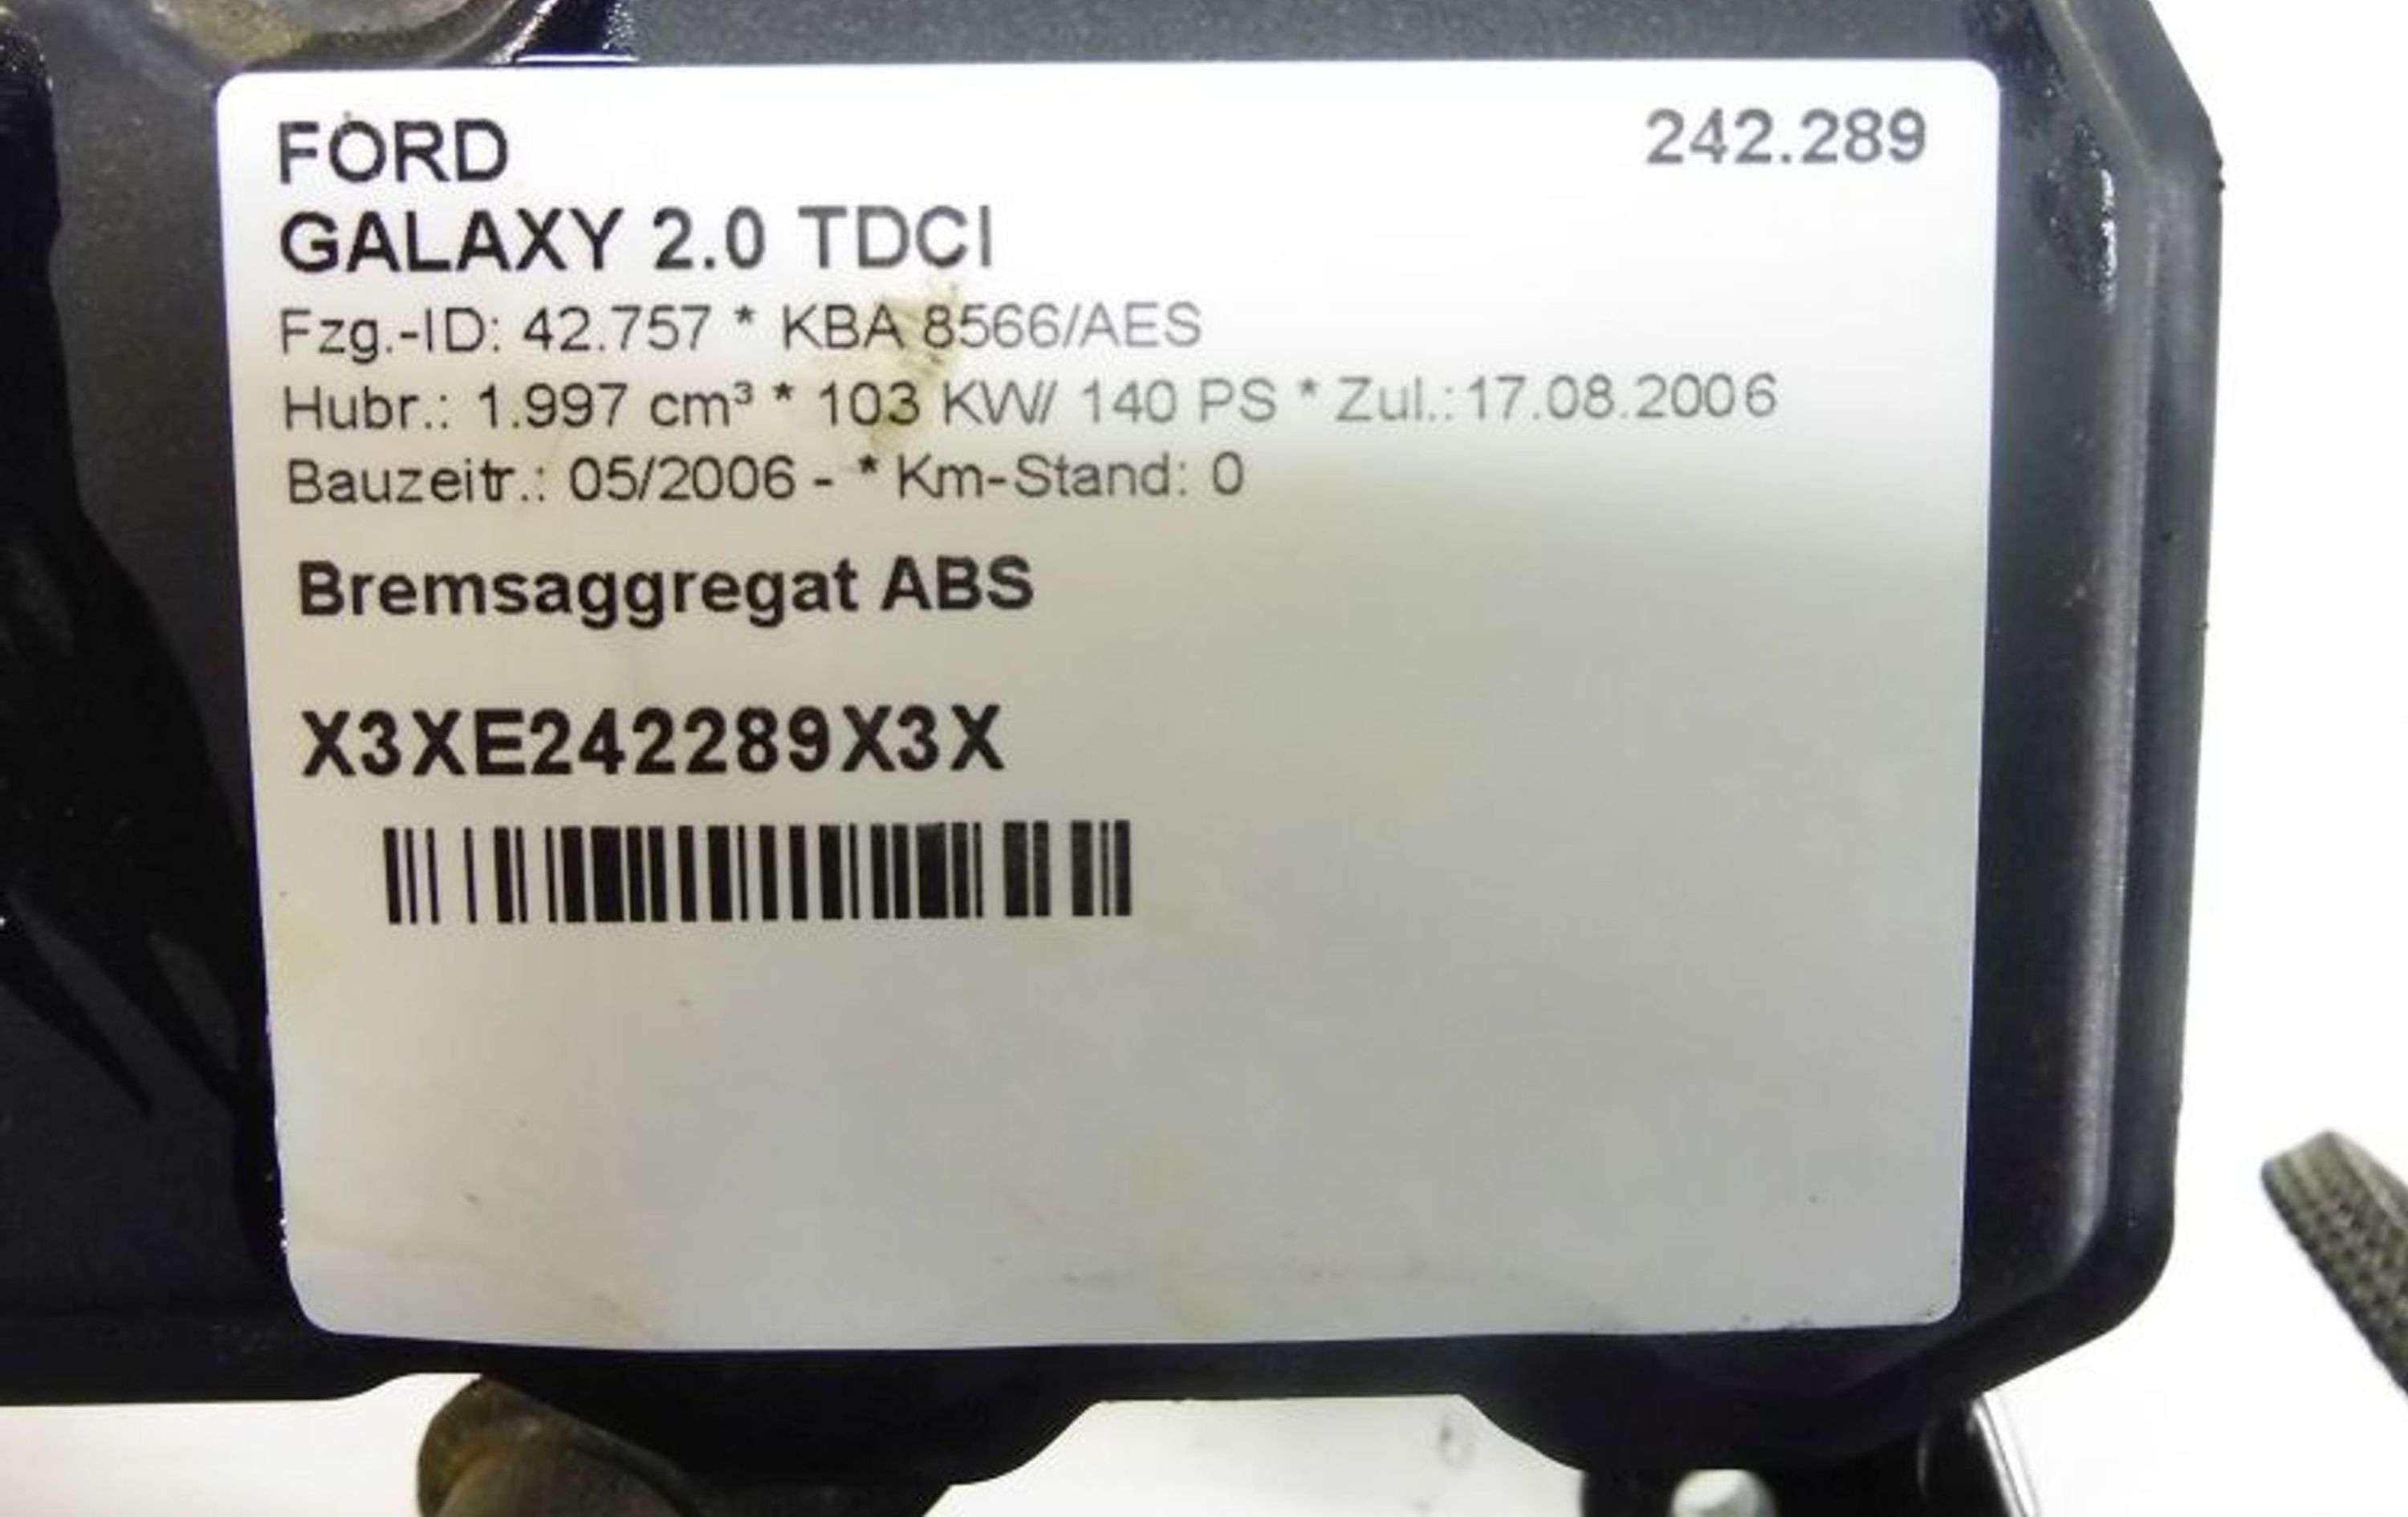 FORD
242.289
GALAXY 2.0 TDCI
Fzg.-ID: 42.757 * KBA 8566/AES
Hubr.: 1.997 cm³ * 103 KW/ 140 PS * Zul.:17.08.2006
Bauzeitr.: 05/2006 - * Km-Stand: 0
Bremsaggregat ABS
X3XE242289X3X